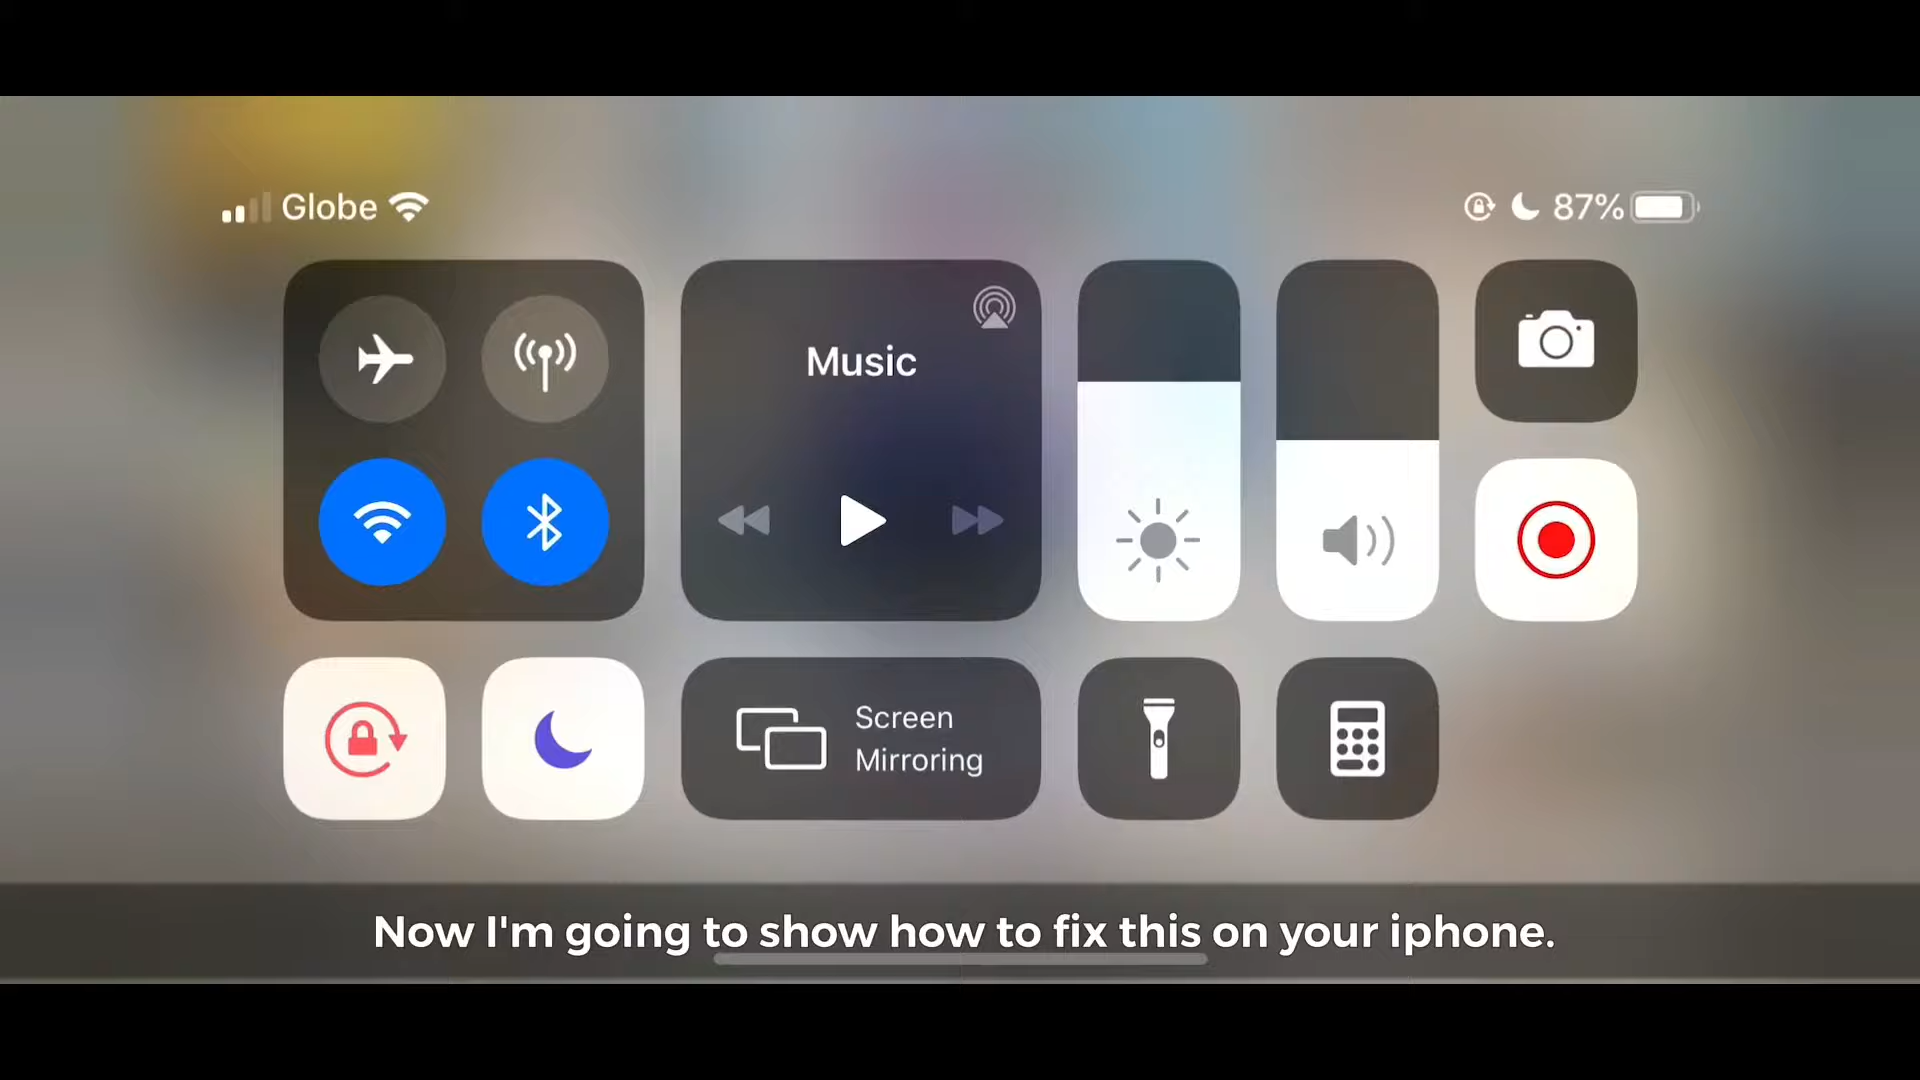 Globe
87%
Music
Screen
Mirroring
Now I'm going to show how to fix this on your iphone.